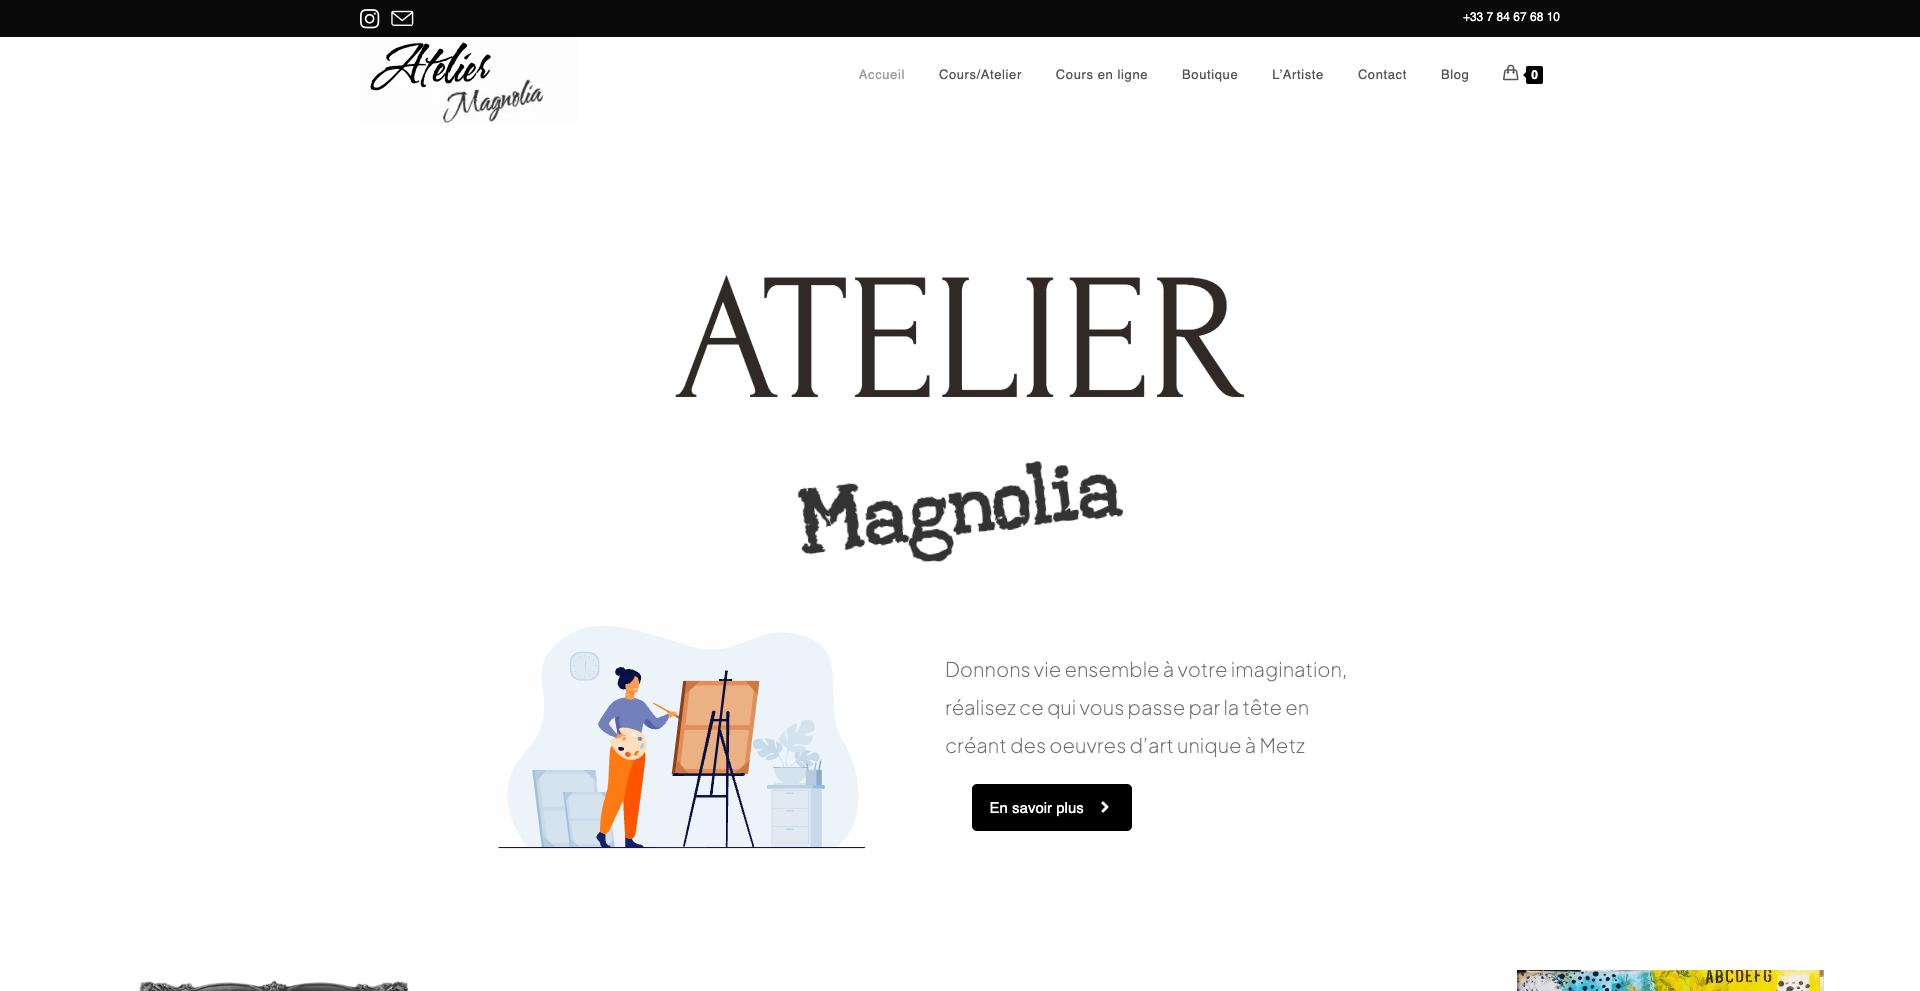 +33 7 84 67 68 10
Atelier
Magnolia
Accueil
Cours/Atelier
Cours en ligne
Boutique
L'Artiste
Contact
Blog
0
ATELIER
Magnolia
Donnons vie ensemble à votre imagination,
réalisez ce qui vous passe par la tête en
créant des oeuvres d'art unique à Metz
En savoir plus
ABCDEFG